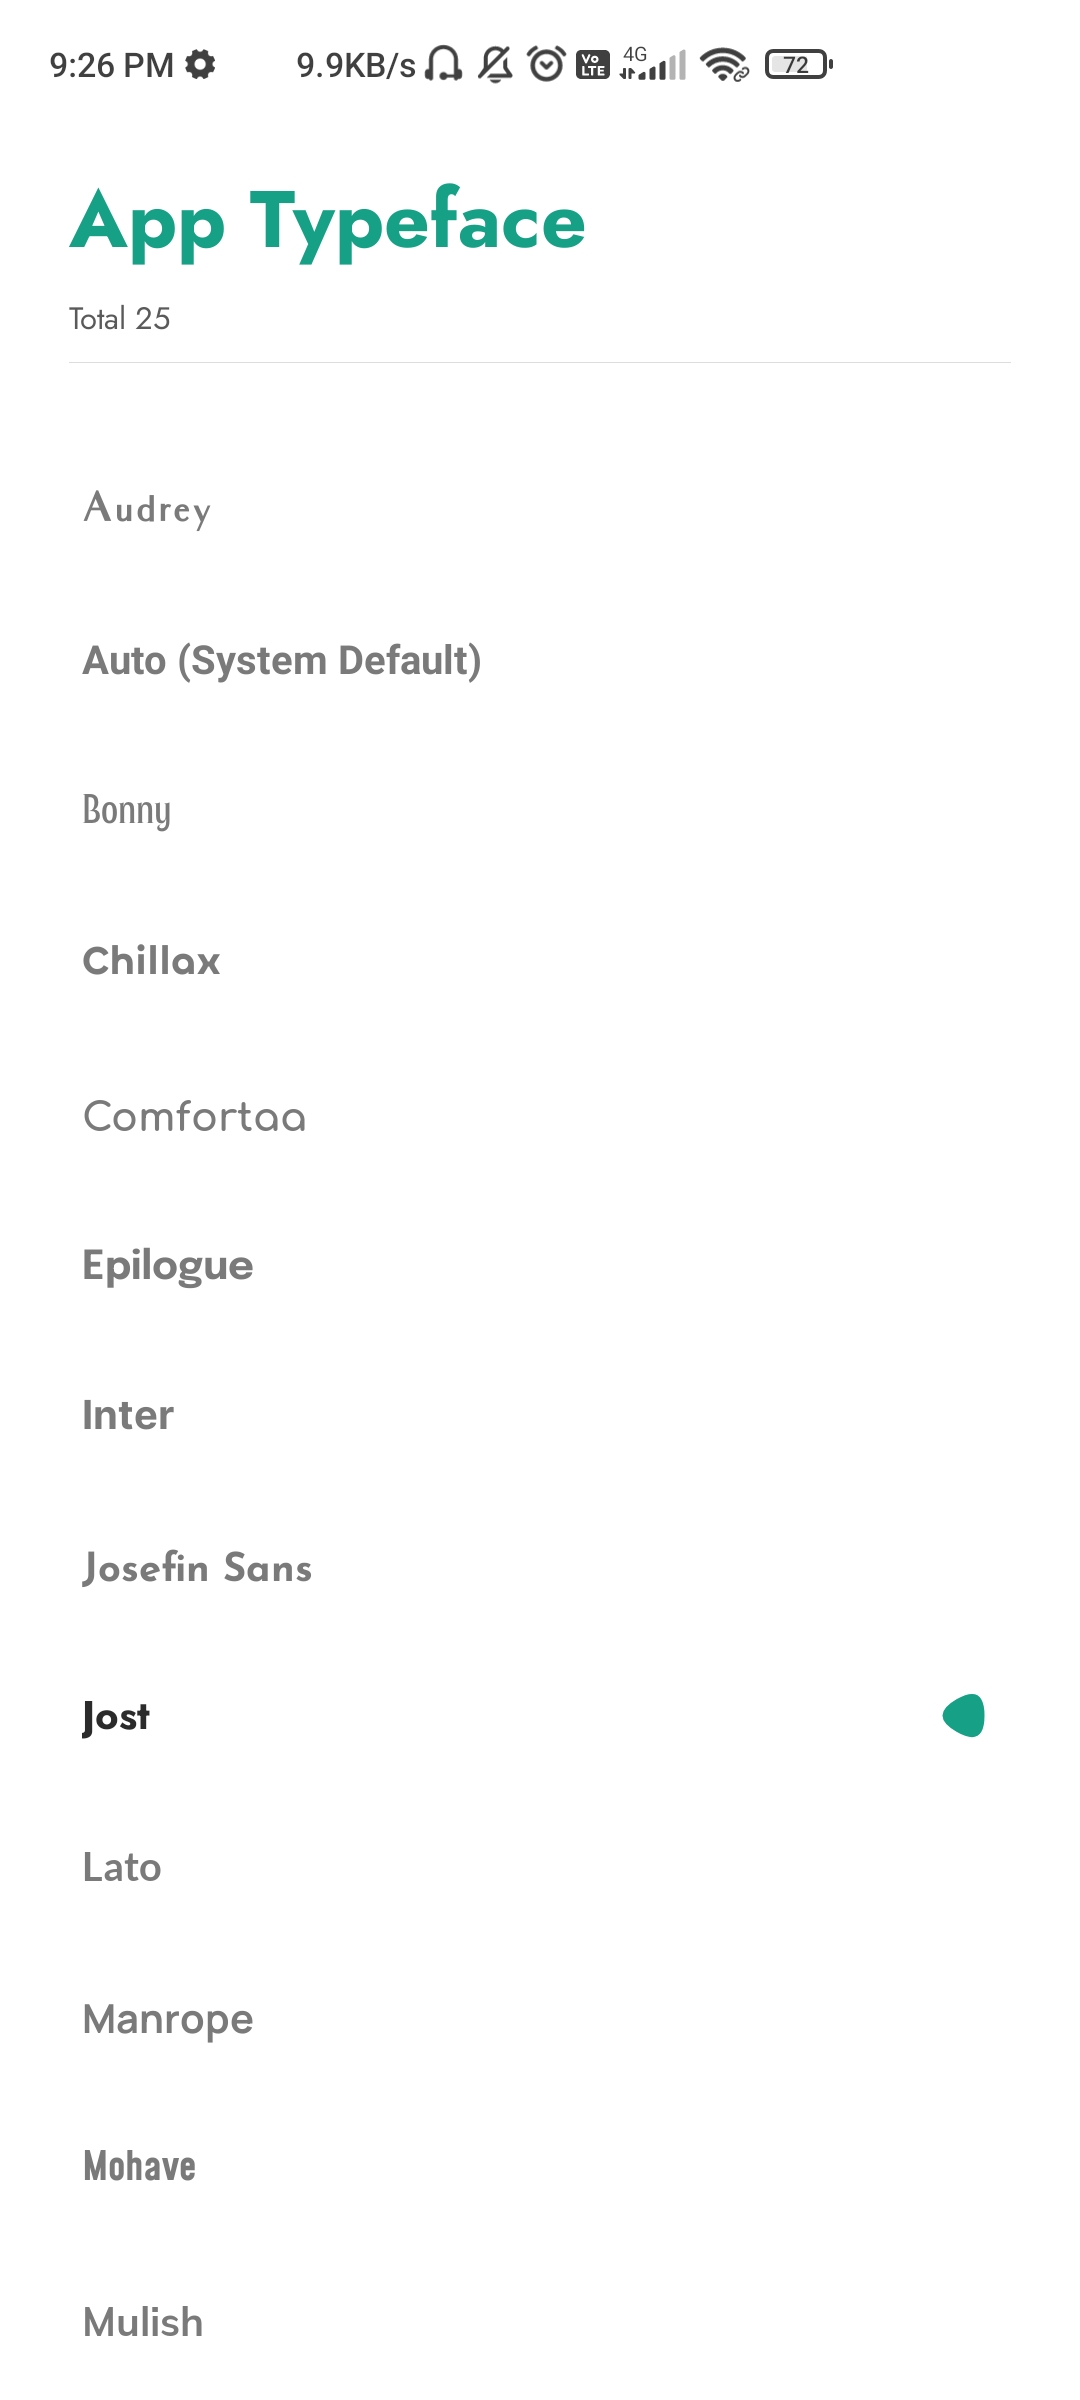 9:26 PM 9.9KB/s Vo LTE 4G 72
App Typeface
Total 25
Audrey
Auto (System Default)
Bonny
Chillax
Comfortaa
Epilogue
Inter
Josefin Sans
Jost
Lato
Manrope
Mohave
Mulish